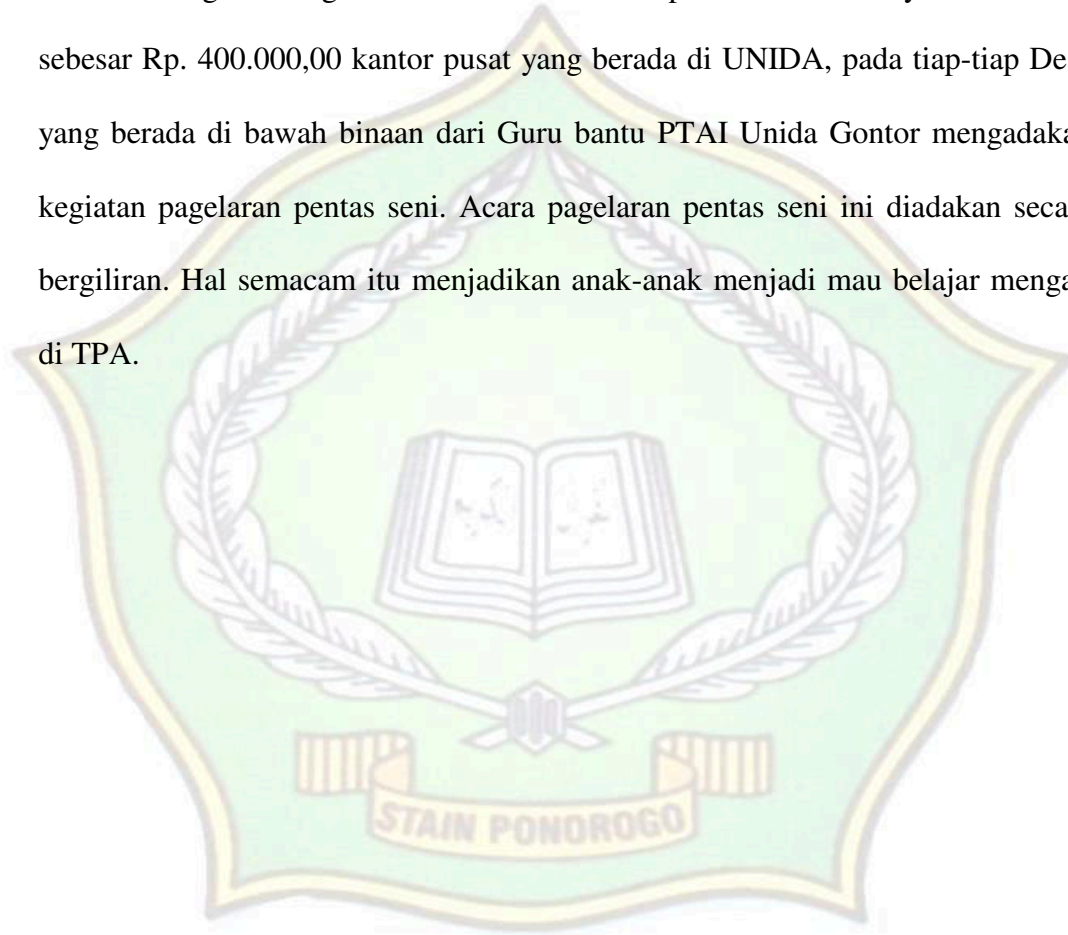 sebesar Rp. 400.000,00 kantor pusat yang berada di UNIDA, pada tiap-tiap De
yang berada di bawah binaan dari Guru bantu PTAI Unida Gontor mengadaka
kegiatan pagelaran pentas seni. Acara pagelaran pentas seni ini diadakan seca
bergiliran. Hal semacam itu menjadikan anak-anak menjadi mau belajar menga
di TPA.
STAIN PONOROGO